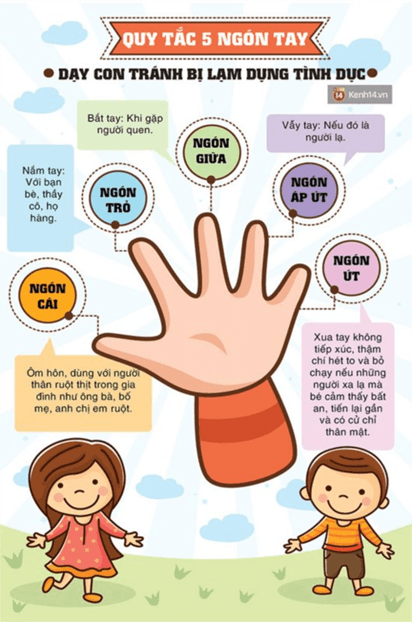 QUY TẮC 5 NGÓN TAY
DẠY CON TRÁNH BỊ LẠM DỤNG TÌNH DỤC
14 Kenh14.vn
Bắt tay: Khi gặp
người quen.
NGÓN
GIỮA
Vẫy tay: Nếu đó là
người lạ.
Nắm tay:
Với bạn
bè, thầy
cô, họ
hàng.
NGÓN
TRỎ
NGÓN
ÁP ÚT
NGÓN
CÁI
NGÓN
ÚT
Ôm hôn, dùng với người
thân ruột thịt trong gia
đình như ông bà, bố
mẹ, anh chị em ruột.
Xua tay không
tiếp xúc, thậm
chí hét to và bỏ
chạy nếu những
người xa lạ mà
bé cảm thấy bất
an, tiến lại gần
và có cử chỉ
thân mật.